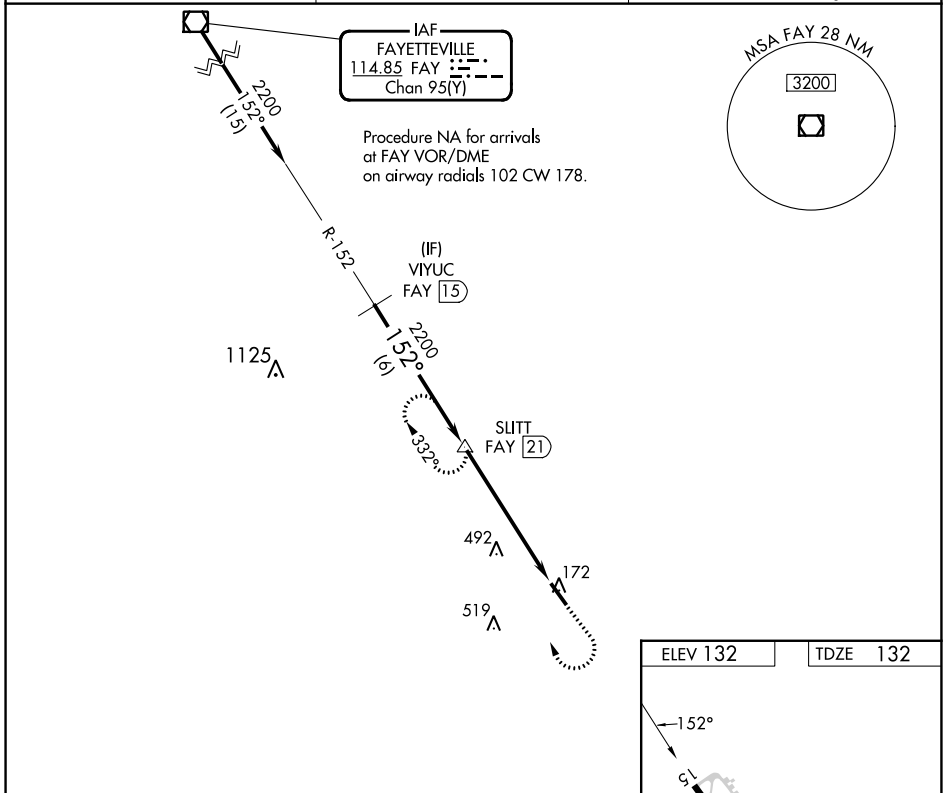 IAF
FAYETTEVILLE
114.85 FAY
Chan 95(Y)
MSA FAY 28 NM
3200
2200
152°
(15)
Procedure NA for arrivals
at FAY VOR/DME
on airway radials 102 CW 178.
R-152
(IF)
VIYUC
FAY 15
2200
152°
(6)
1125
332°
SLITT
FAY 21
492
172
519
ELEV 132
TDZE 132
152°
15